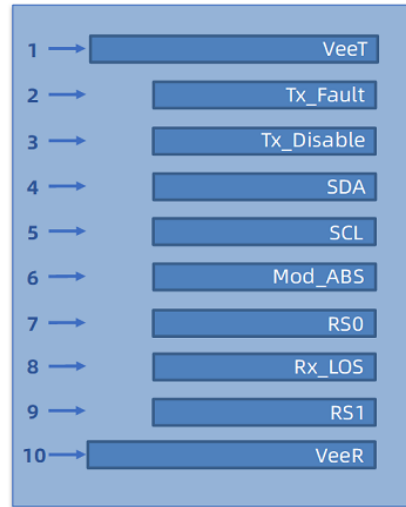 1 VeeT
2 Tx_Fault
3 Tx_Disable
4 SDA
5 SCL
6 Mod_ABS
7 RS0
8 Rx_LOS
9 RS1
10 VeeR